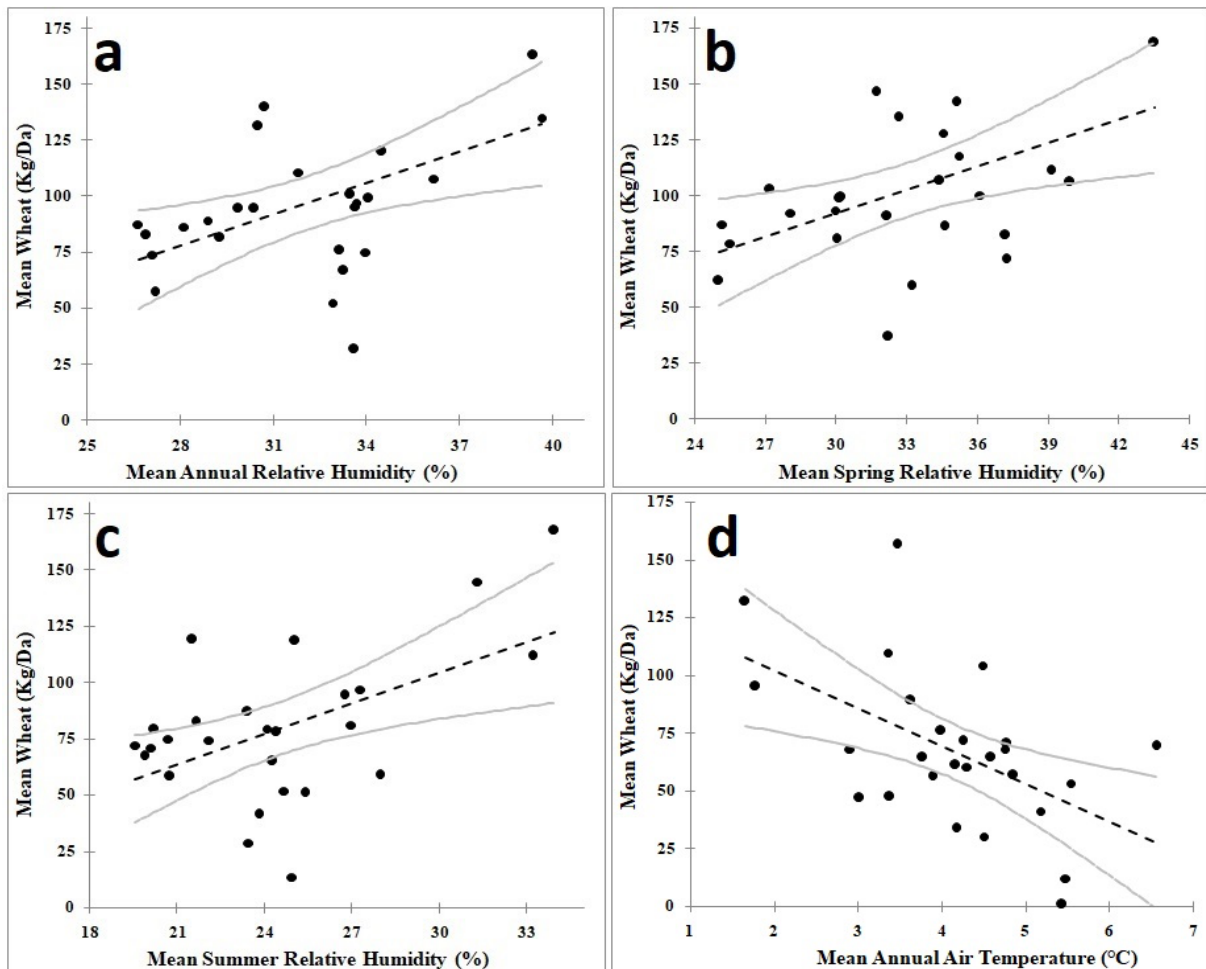 a
Mean Wheat (Kg/Da)
175
150
125
100
75
50
25
0
25 28 31 34 37 40
Mean Annual Relative Humidity (%)
b
Mean Wheat (Kg/Da)
175
150
125
100
75
50
25
0
24 27 30 33 36 39 42 45
Mean Spring Relative Humidity (%)
c
Mean Wheat (Kg/Da)
175
150
125
100
75
50
25
0
18 21 24 27 30 33
Mean Summer Relative Humidity (%)
d
Mean Wheat (Kg/Da)
175
150
125
100
75
50
25
0
1 2 3 4 5 6 7
Mean Annual Air Temperature (°C)